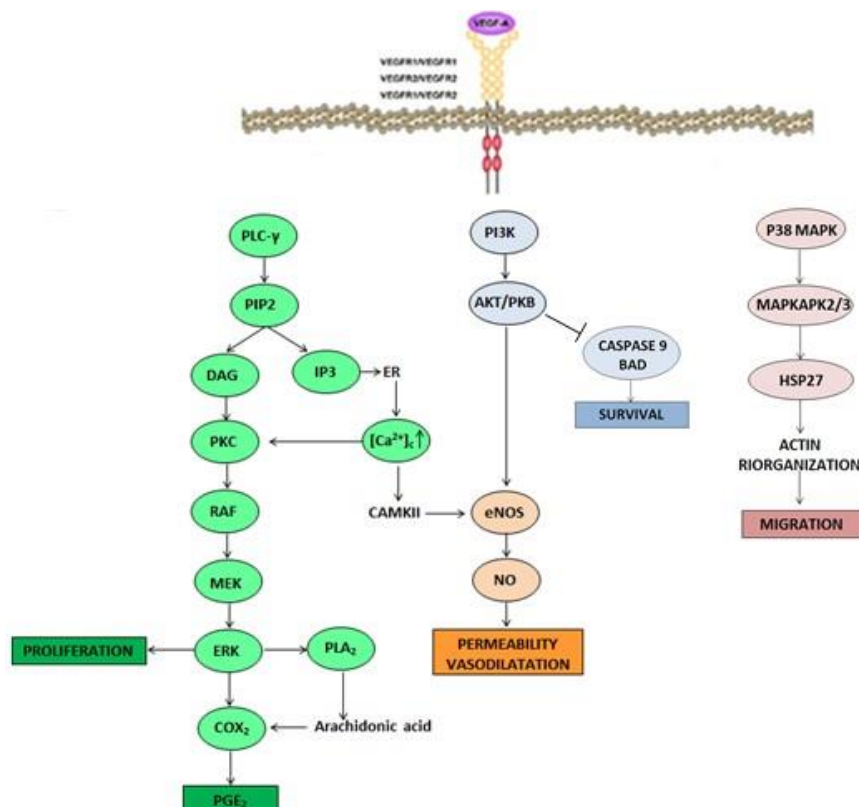 VEGF-A
VEGFR1/VEGFR1
VEGFR2/VEGFR2
VEGFR1/VEGFR2
PLC-γ
PI3K
P38 MAPK
PIP2
AKT/PKB
MAPKAPK2/3
CASPASE 9
BAD
DAG
IP3
ER
HSP27
SURVIVAL
PKC
[Ca²⁺]c↑
ACTIN
RIORGANIZATION
RAF
CAMKII
eNOS
MIGRATION
MEK
NO
PROLIFERATION
ERK
PLA₂
PERMEABILITY
VASODILATATION
COX₂
Arachidonic acid
PGE₂